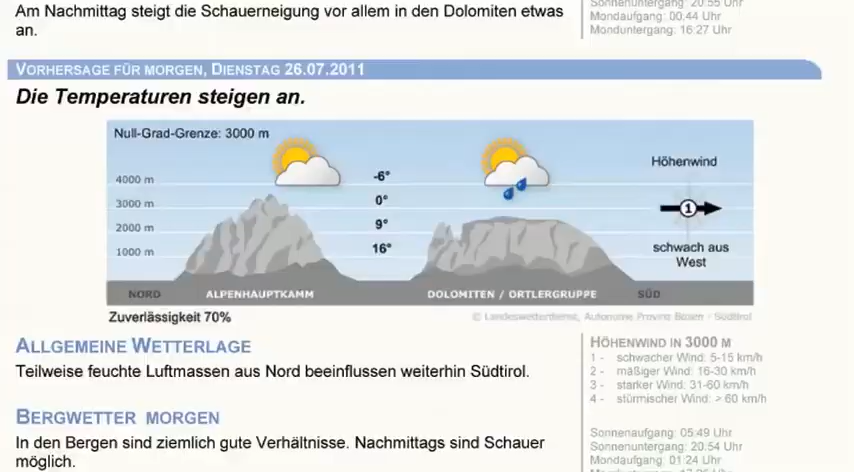 Am Nachmittag steigt die Schauerneigung vor allem in den Dolomiten etwas
an.
Sonnenuntergang: 20:55 Uhr
Mondaufgang: 00:44 Uhr
Monduntergang: 16:27 Uhr
VORHERSAGE FÜR MORGEN, DIENSTAG 26.07.2011
Die Temperaturen steigen an.
Null-Grad-Grenze: 3000 m
4000 m
3000 m
2000 m
1000 m
-6°
0°
9°
16°
Höhenwind
1
schwach aus
West
NORD
ALPENHAUPTKAMM
DOLOMITEN / ORTLERGRUPPE
SÜD
Zuverlässigkeit 70%
© Landeswetterdienst, Autonome Provinz Bozen - Südtirol
ALLGEMEINE WETTERLAGE
Teilweise feuchte Luftmassen aus Nord beeinflussen weiterhin Südtirol.
BERGWETTER MORGEN
In den Bergen sind ziemlich gute Verhältnisse. Nachmittags sind Schauer
möglich.
HÖHENWIND IN 3000 M
1 - schwacher Wind: 5-15 km/h
2 - mäßiger Wind: 16-30 km/h
3 - starker Wind: 31-60 km/h
4 - stürmischer Wind: > 60 km/h
Sonnenaufgang: 05:49 Uhr
Sonnenuntergang: 20:54 Uhr
Mondaufgang: 01:24 Uhr